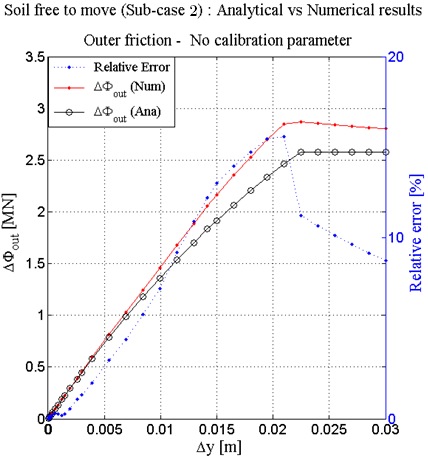 Soil free to move (Sub-case 2) : Analytical vs Numerical results
Outer friction - No calibration parameter
3.5
3
2.5
2
1.5
1
0.5
0
20
10
0
Relative Error
ΔΦout (Num)
ΔΦout (Ana)
ΔΦout [MN]
Relative error [%]
0
0.005
0.01
0.015
0.02
0.025
0.03
Δy [m]